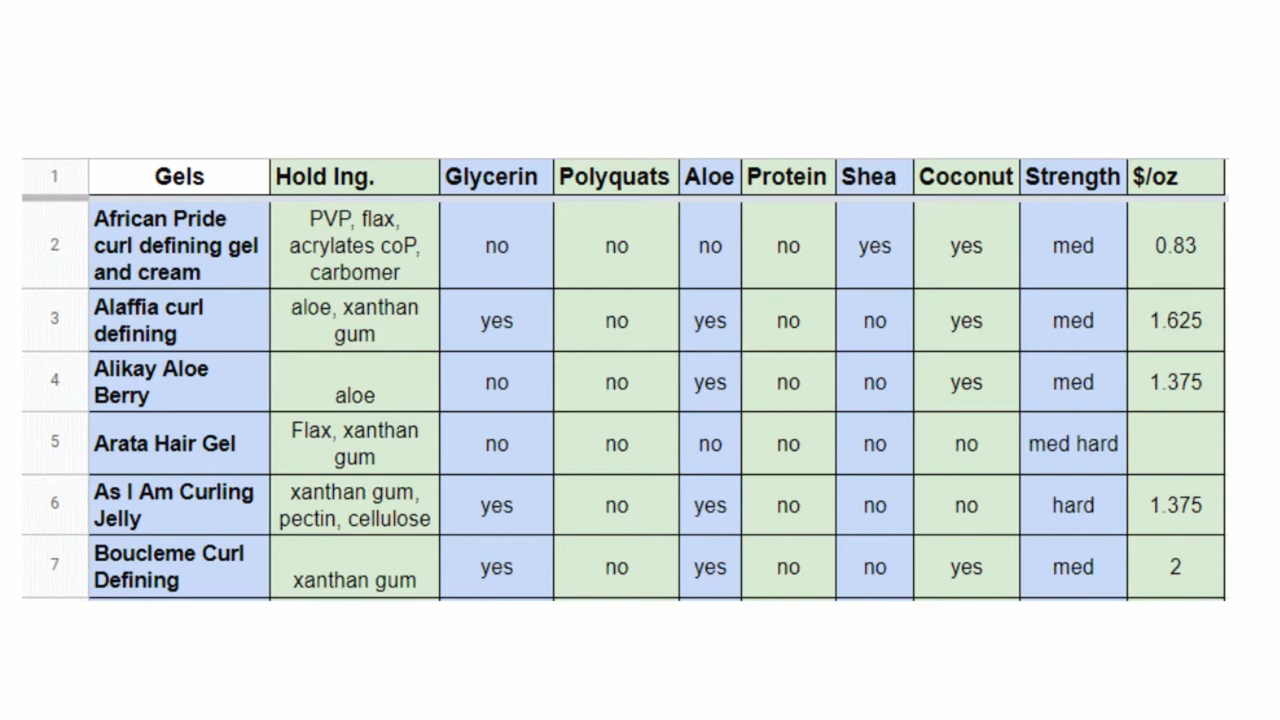 1 Gels Hold Ing. Glycerin Polyquats Aloe Protein Shea Coconut Strength $/oz
African Pride PVP, flax,
2 curl defining gel acrylates coP, no no no no yes yes med 0.83
and cream carbomer
Alaffia curl aloe, xanthan
3 yes no yes no no yes med 1.625
defining gum
Alikay Aloe
4 no no yes no no yes med 1.375
Berry aloe
Flax, xanthan
5 Arata Hair Gel no no no no no no med hard
gum
As I Am Curling xanthan gum,
6 yes no yes no no no hard 1.375
Jelly pectin, cellulose
Boucleme Curl
7 yes no yes no no yes med 2
Defining xanthan gum